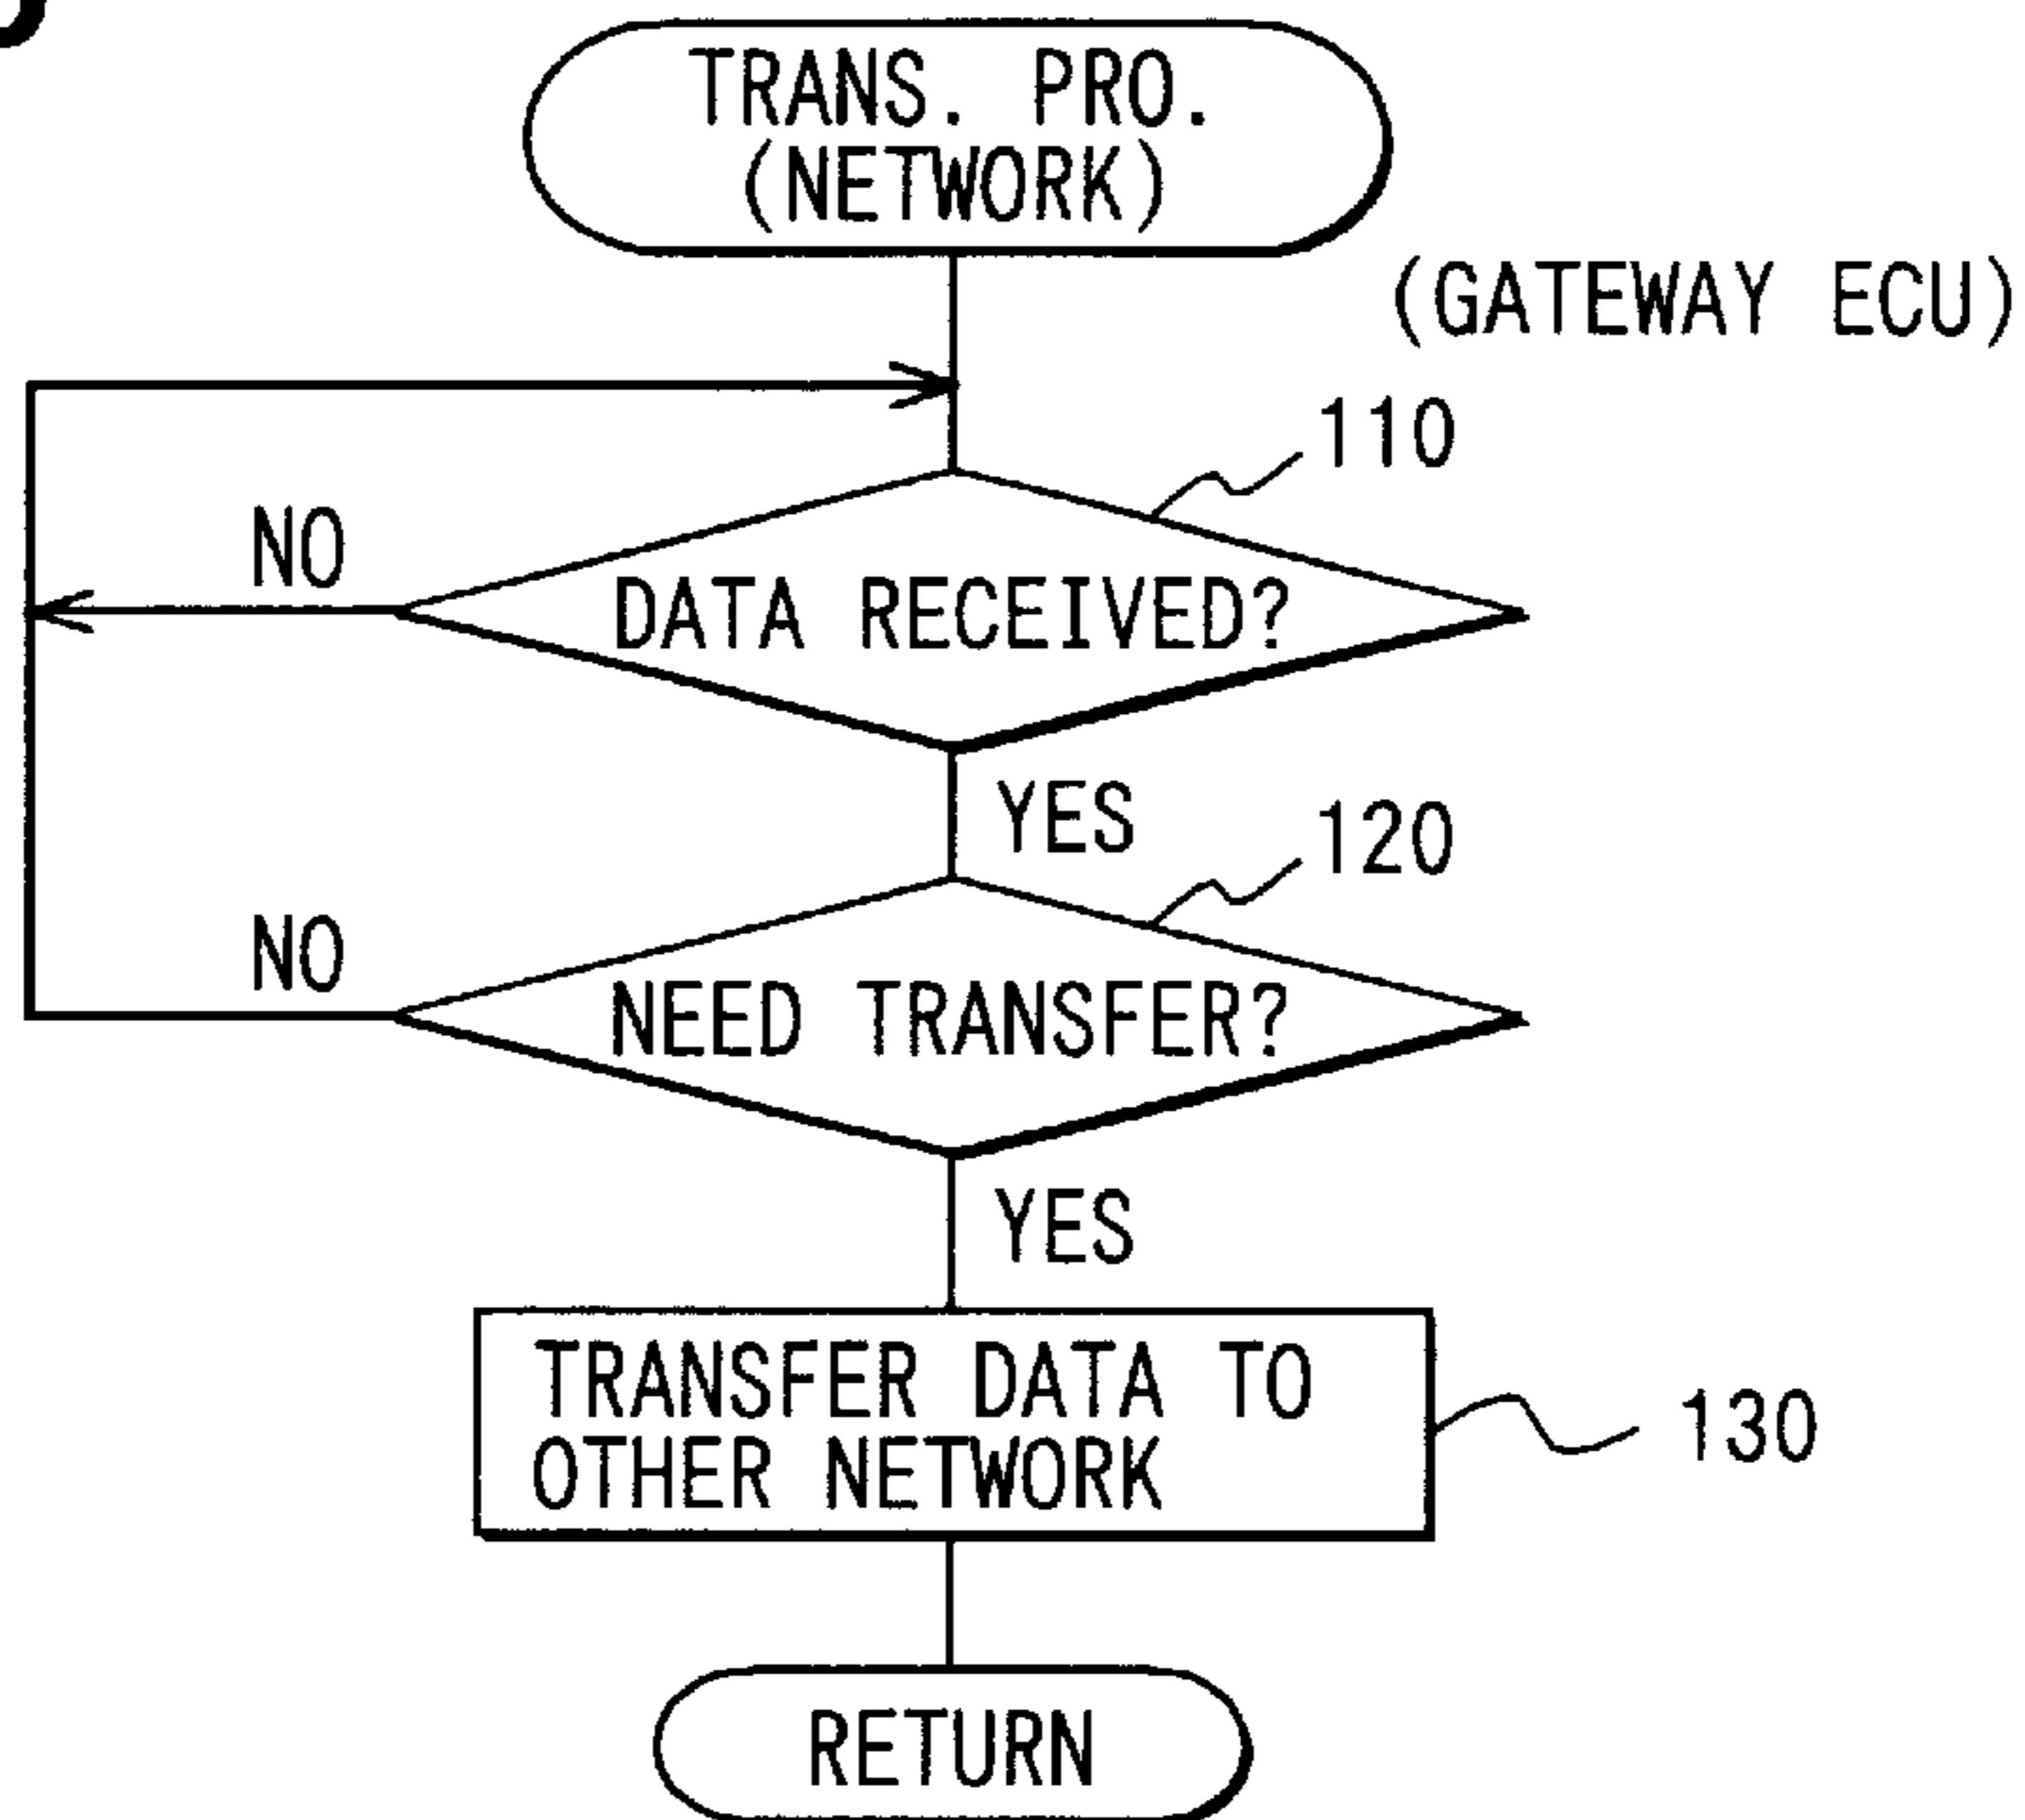 TRANS. PRO.
(NETWORK)
(GATEWAY ECU)
110
NO
DATA RECEIVED?
YES
120
NO
NEED TRANSFER?
YES
TRANSFER DATA TO
OTHER NETWORK
130
RETURN